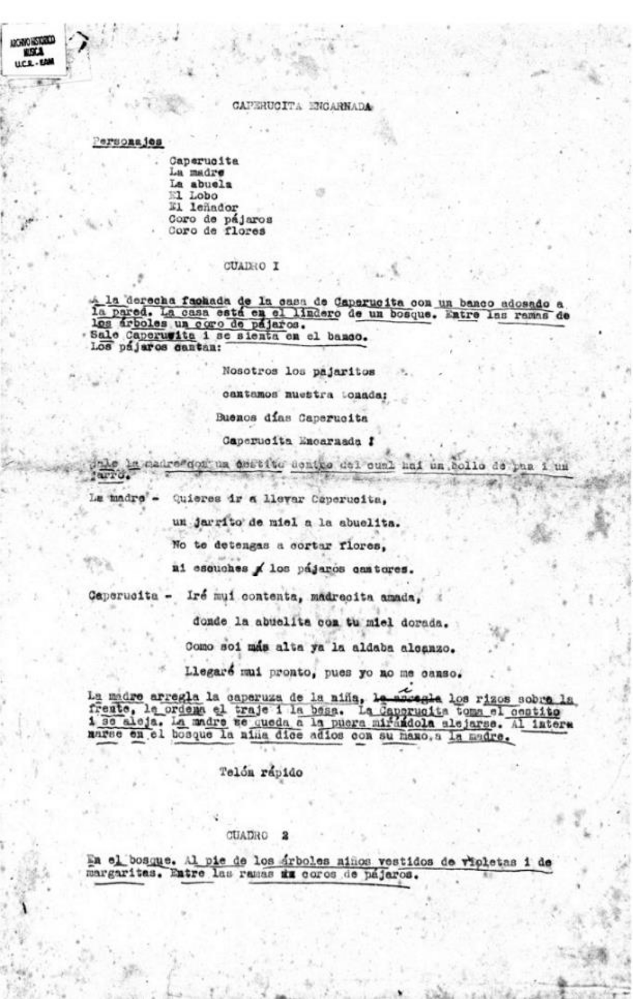 ARCHIVO HISTORICO
MUSICAL
U.C.R. - EAM
CAPERUCITA ENCARNADA
Personajes
Caperucita
La madre
La abuela
El Lobo
El leñador
Coro de pájaros
Coro de flores
CUADRO I
A la derecha fachada de la casa de Caperucita con un banco adosado a
la pared. La casa está en el lindero de un bosque. Entre las ramas de
los árboles un coro de pájaros.
Sale Caperucita i se sienta en el banco.
Los pájaros cantan:
Nosotros los pajaritos
cantamos nuestra tonada;
Buenos días Caperucita
Caperucita Encarnada !
Sale la madre con un cestito dentro del cual hai un bollo de pan i un
jarro.
La madre - Quieres ir a llevar Caperucita,
un jarrito de miel a la abuelita.
No te detengas a cortar flores,
ni escuches a los pájaros cantores.
Caperucita - Iré mui contenta, madrecita amada,
donde la abuelita con tu miel dorada.
Como soi más alta ya la aldaba alcanzo.
Llegaré mui pronto, pues yo no me canso.
i
La madre arregla la caperuza de la niña, le arregla los rizos sobre la
frente, le ordena el traje i la besa. La Caperucita toma el cestito
i se aleja. La madre se queda a la puera mirándola alejarse. Al intern
narse en el bosque la niña dice adios con su mano a la madre.
Telón rápido
CUADRO 2
En el bosque. Al pie de los árboles niños vestidos de violetas i de
margaritas. Entre las ramas coros de pájaros.